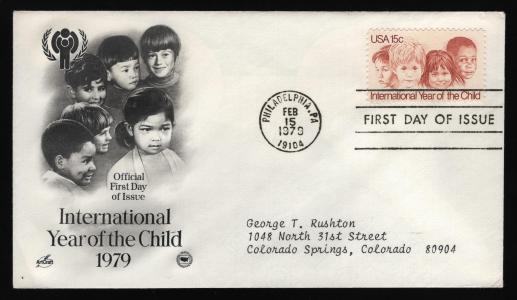 USA 15c
International Year of the Child
PHILADELPHIA, PA
FEB
15
1979
19104
FIRST DAY OF ISSUE
Official
First Day
of Issue
International
Year of the Child
1979
ArtCraft
George T. Rushton
1048 North 31st Street
Colorado Springs, Colorado 80904